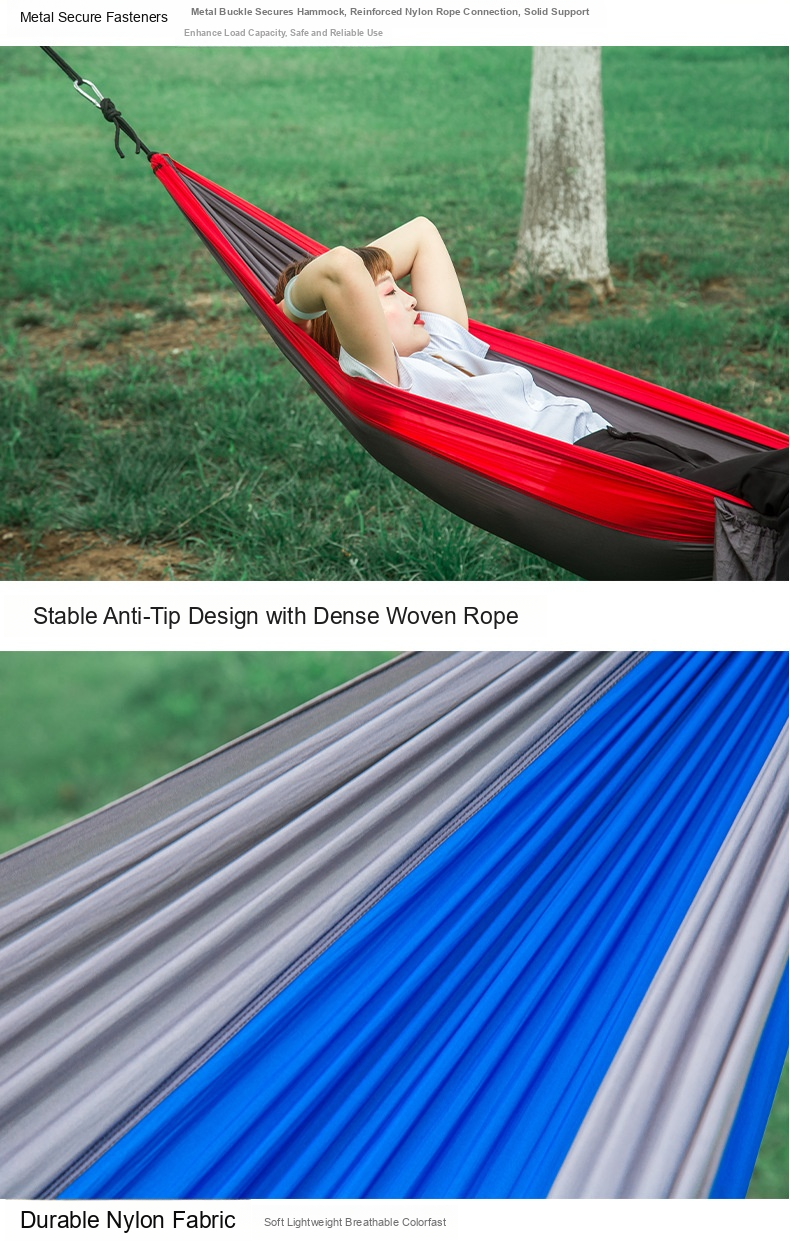 Metal Secure Fasteners
Metal Buckle Secures Hammock, Reinforced Nylon Rope Connection, Solid Support
Enhance Load Capacity, Safe and Reliable Use
Stable Anti-Tip Design with Dense Woven Rope
Durable Nylon Fabric
Soft Lightweight Breathable Colorfast